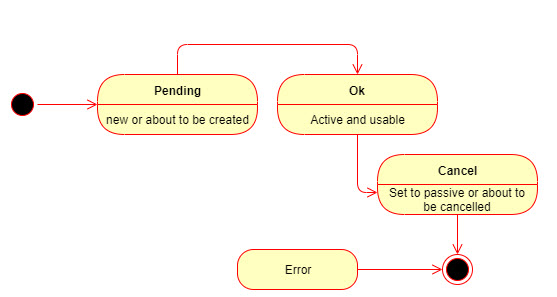 Pending
new or about to be created
Ok
Active and usable
Cancel
Set to passive or about to
be cancelled
Error